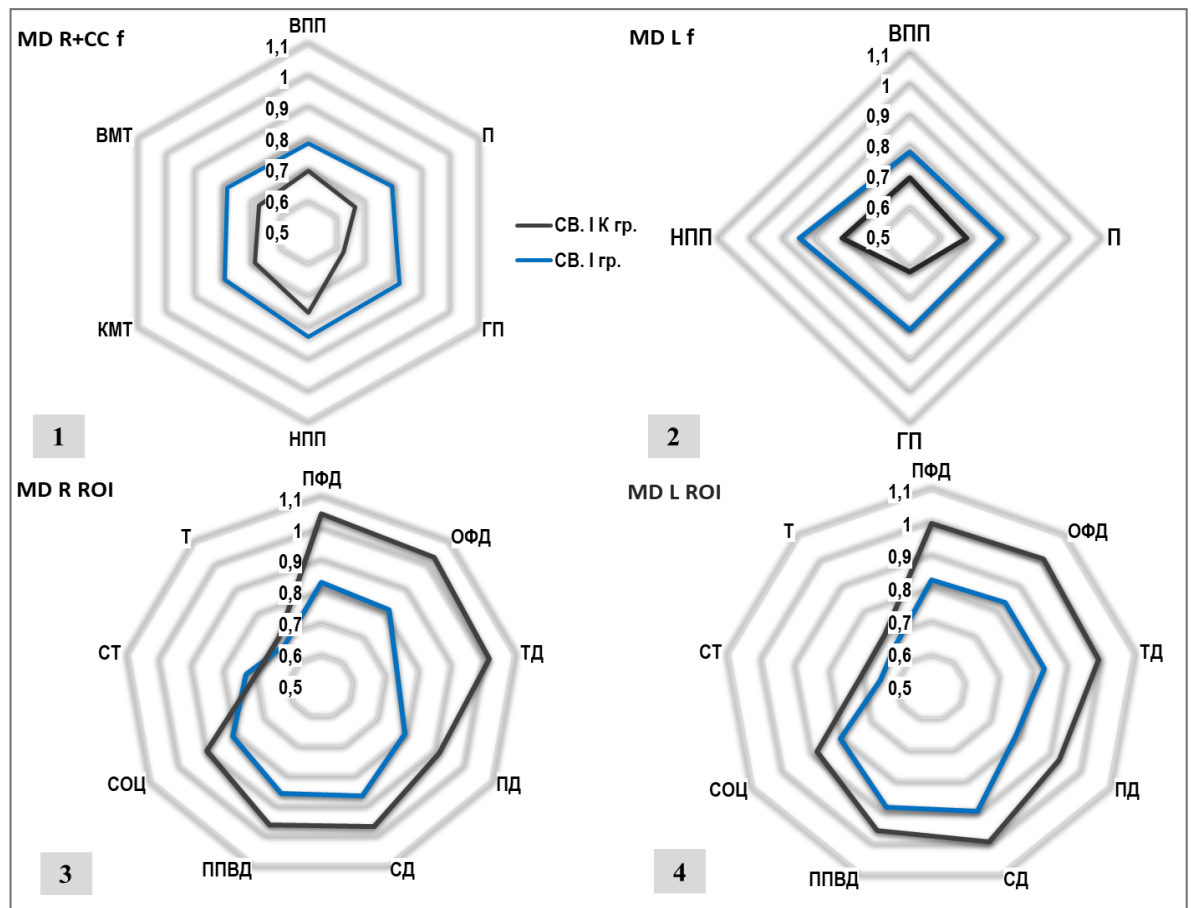 MD R+CC f
ВПП
1,1
1
0,9
0,8
0,7
0,6
0,5
П
ГП
НПП
КМТ
ВМТ
1
СВ. I К гр.
СВ. I гр.
MD L f
ВПП
1,1
1
0,9
0,8
0,7
0,6
0,5
П
ГП
НПП
2
MD R ROI
ПФД
1,1
1
0,9
0,8
0,7
0,6
0,5
ОФД
ТД
ПД
СД
ППВД
СОЦ
СТ
Т
3
MD L ROI
ПФД
1,1
1
0,9
0,8
0,7
0,6
0,5
ОФД
ТД
ПД
СД
ППВД
СОЦ
СТ
Т
4